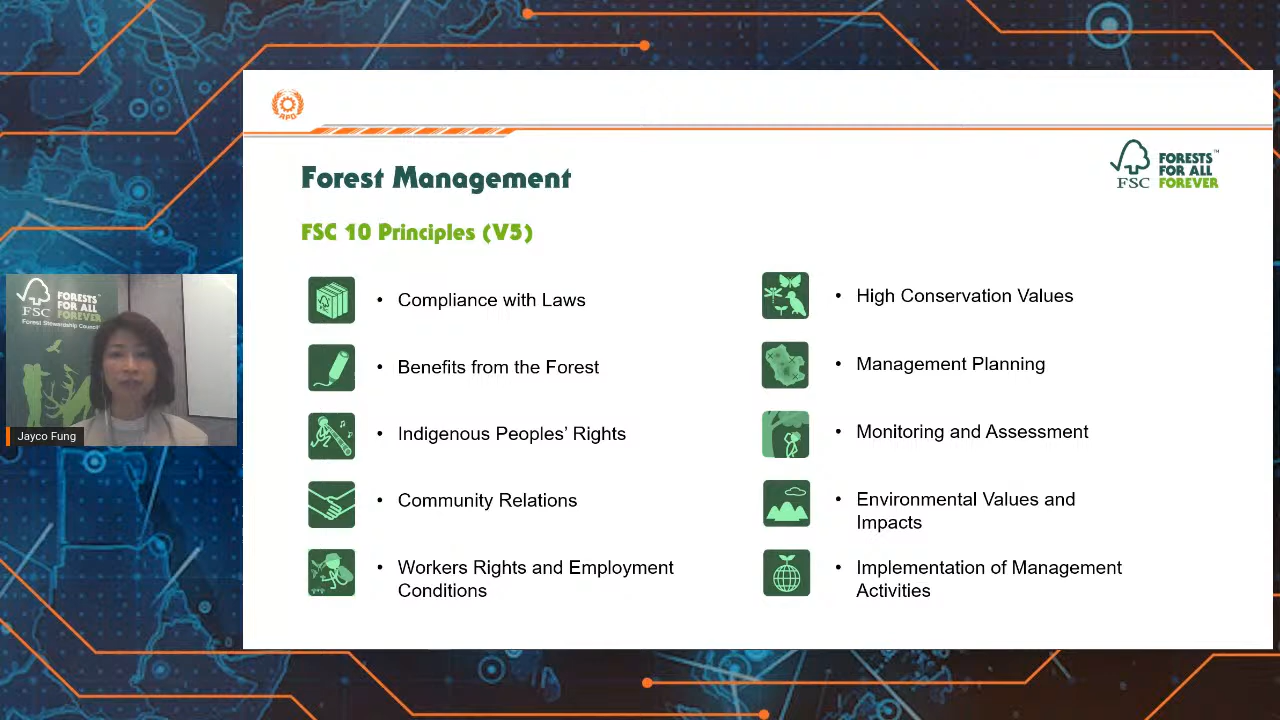 APO
Forest Management
FSC
FORESTS™
FOR ALL
FOREVER
FSC 10 Principles (V5)
• Compliance with Laws
• Benefits from the Forest
• Indigenous Peoples’ Rights
• Community Relations
• Workers Rights and Employment
Conditions
• High Conservation Values
• Management Planning
• Monitoring and Assessment
• Environmental Values and
Impacts
• Implementation of Management
Activities
FSC
FORESTS
FOR ALL
FOREVER
Forest Stewardship Council
Jayco Fung